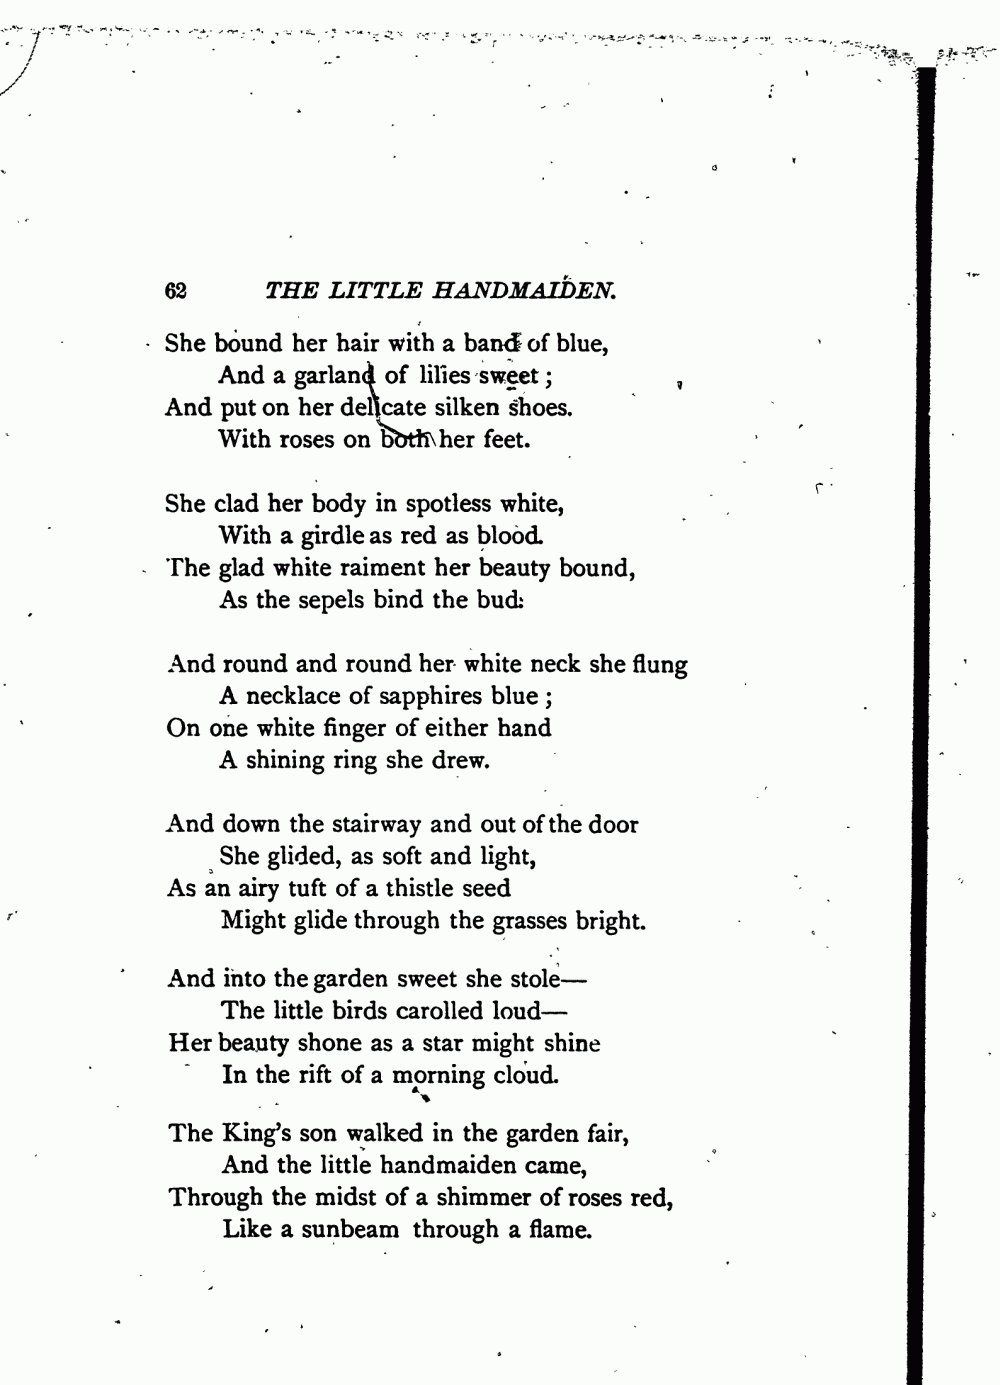 62 THE LITTLE HANDMAIDEN.
She bound her hair with a band of blue,
And a garland of lilies sweet ;
And put on her delicate silken shoes.
With roses on both her feet.
She clad her body in spotless white,
With a girdle as red as blood.
The glad white raiment her beauty bound,
As the sepels bind the bud:
And round and round her white neck she flung
A necklace of sapphires blue ;
On one white finger of either hand
A shining ring she drew.
And down the stairway and out of the door
She glided, as soft and light,
As an airy tuft of a thistle seed
Might glide through the grasses bright.
And into the garden sweet she stole—
The little birds carolled loud—
Her beauty shone as a star might shine
In the rift of a morning cloud.
The King's son walked in the garden fair,
And the little handmaiden came,
Through the midst of a shimmer of roses red,
Like a sunbeam through a flame.